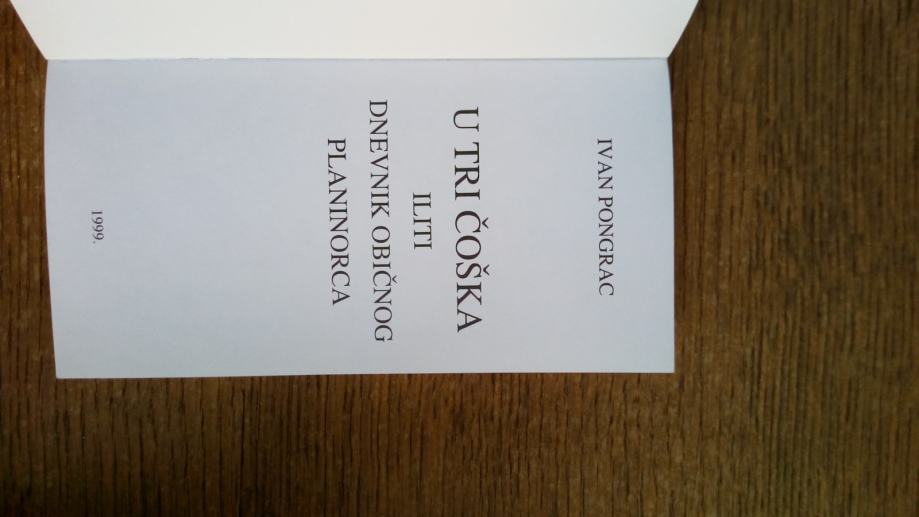 IVAN PONGRAC
U TRI ČOŠKA
ILITI
DNEVNIK OBIČNOG
PLANINORCA
1999.